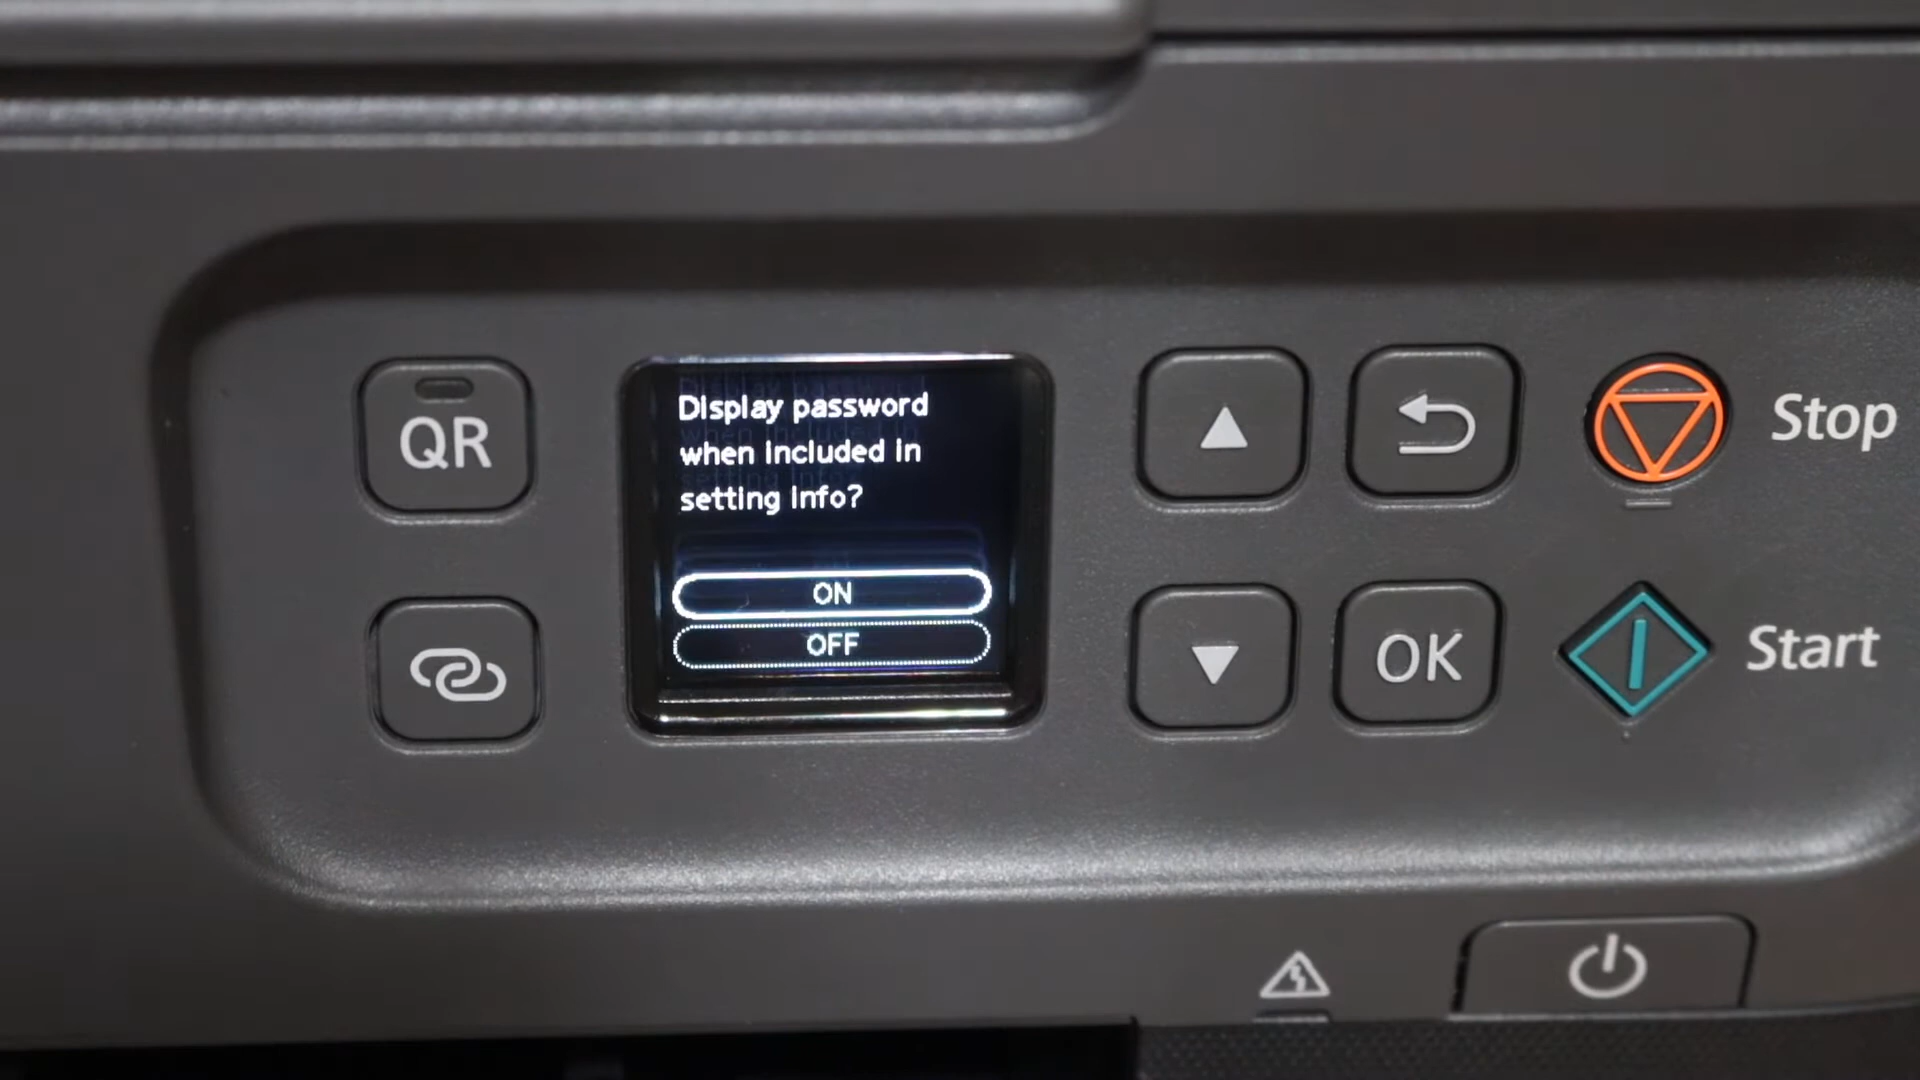 QR
Display password
when included in
setting info?
ON
OFF
Stop
OK
Start